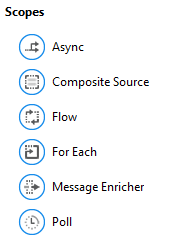 Scopes
Async
Composite Source
Flow
For Each
Message Enricher
Poll